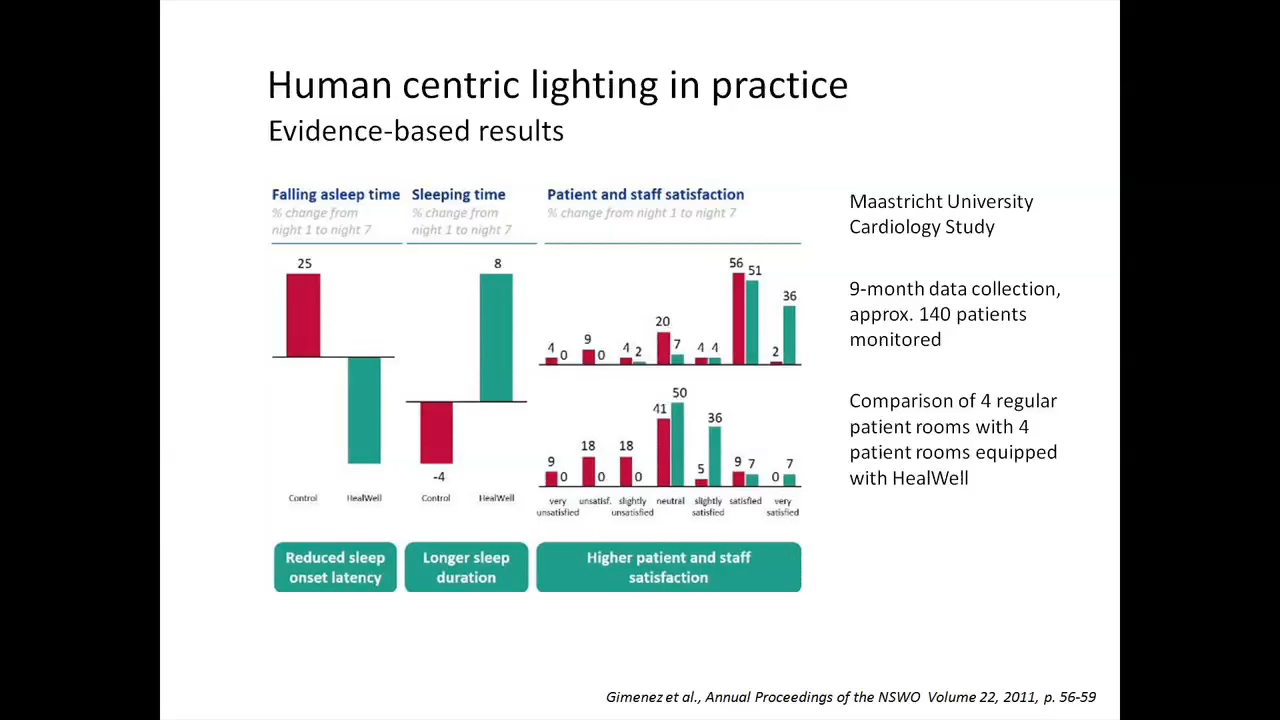 Human centric lighting in practice
Evidence-based results
Falling asleep time
% change from
night 1 to night 7
25
Control
HealWell
Reduced sleep
onset latency
Sleeping time
% change from
night 1 to night 7
8
-4
Control
HealWell
Longer sleep
duration
Patient and staff satisfaction
% change from night 1 to night 7
4 0 9 0 4 2 20 7 4 4 56 51 2 36
9 0 18 0 18 0 41 50 5 36 9 7 0 7
very unsatisf. slightly neutral slightly satisfied very
unsatisfied unsatisfied satisfied satisfied
Higher patient and staff
satisfaction
Maastricht University
Cardiology Study
9-month data collection,
approx. 140 patients
monitored
Comparison of 4 regular
patient rooms with 4
patient rooms equipped
with HealWell
Gimenez et al., Annual Proceedings of the NSWO Volume 22, 2011, p. 56-59